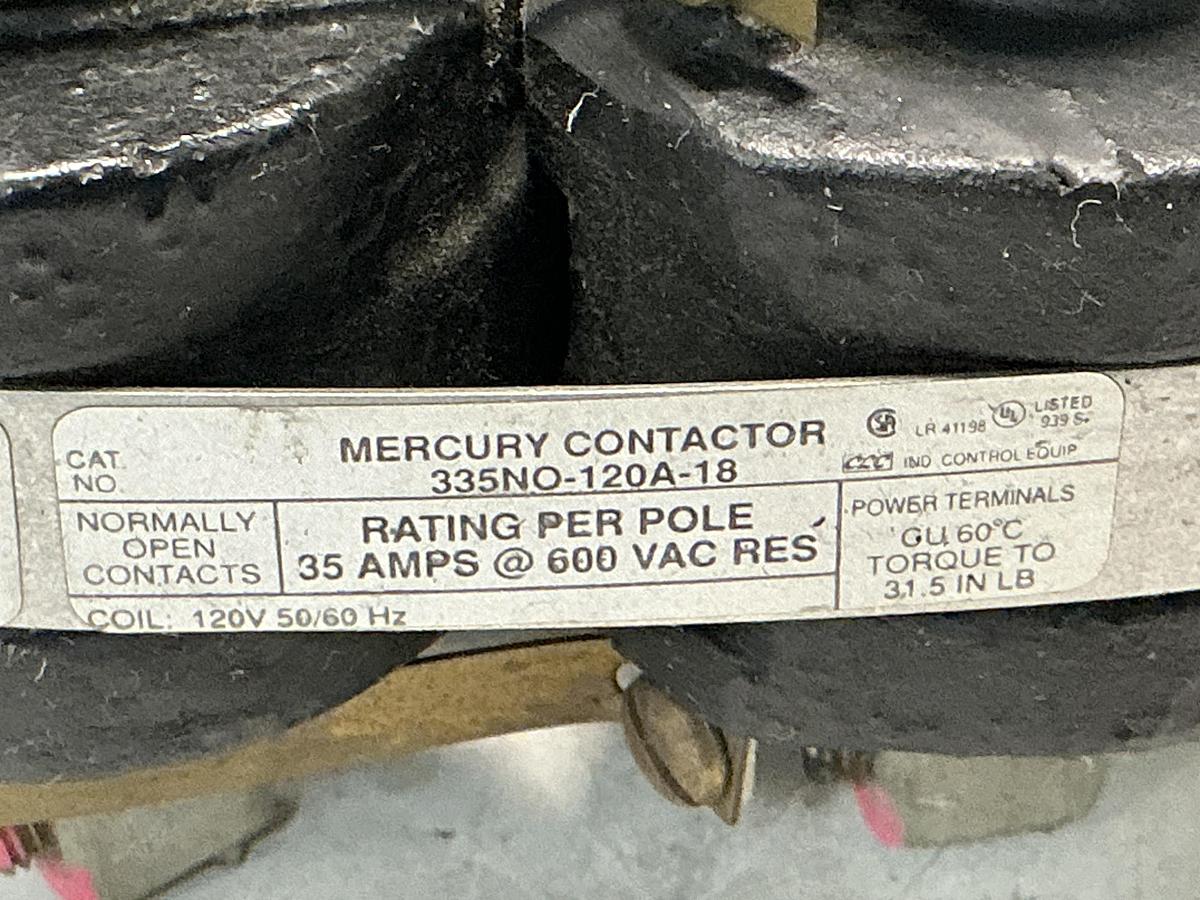 MERCURY CONTACTOR
CAT. NO. 335NO-120A-18
LR 41198 UL LISTED 939 S
IND. CONTROL EQUIP
NORMALLY
OPEN
CONTACTS
RATING PER POLE
35 AMPS @ 600 VAC RES
POWER TERMINALS
CU 60°C
TORQUE TO
31.5 IN LB
COIL: 120V 50/60 Hz